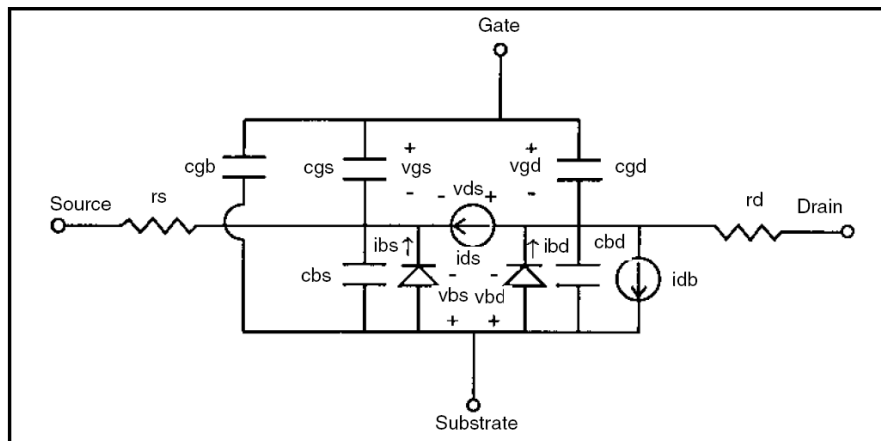 Gate
cgb
cgs
+
vgs
-
+
vgd
-
cgd
Source
rs
- vds +
rd
Drain
ibs ↑
ids
↑ ibd
cbd
cbs
-
vbs
+
-
vbd
+
idb
Substrate